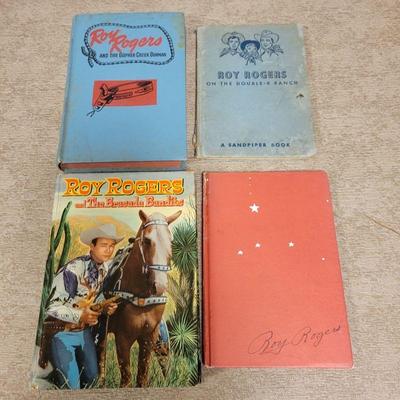 Roy
Rogers
AND THE GOPHER CREEK GUNMAN
ROY ROGERS
ON THE DOUBLE-R RANCH
A SANDPIPER BOOK
ROY ROGERS
and The Brasada Bandits
Roy Rogers